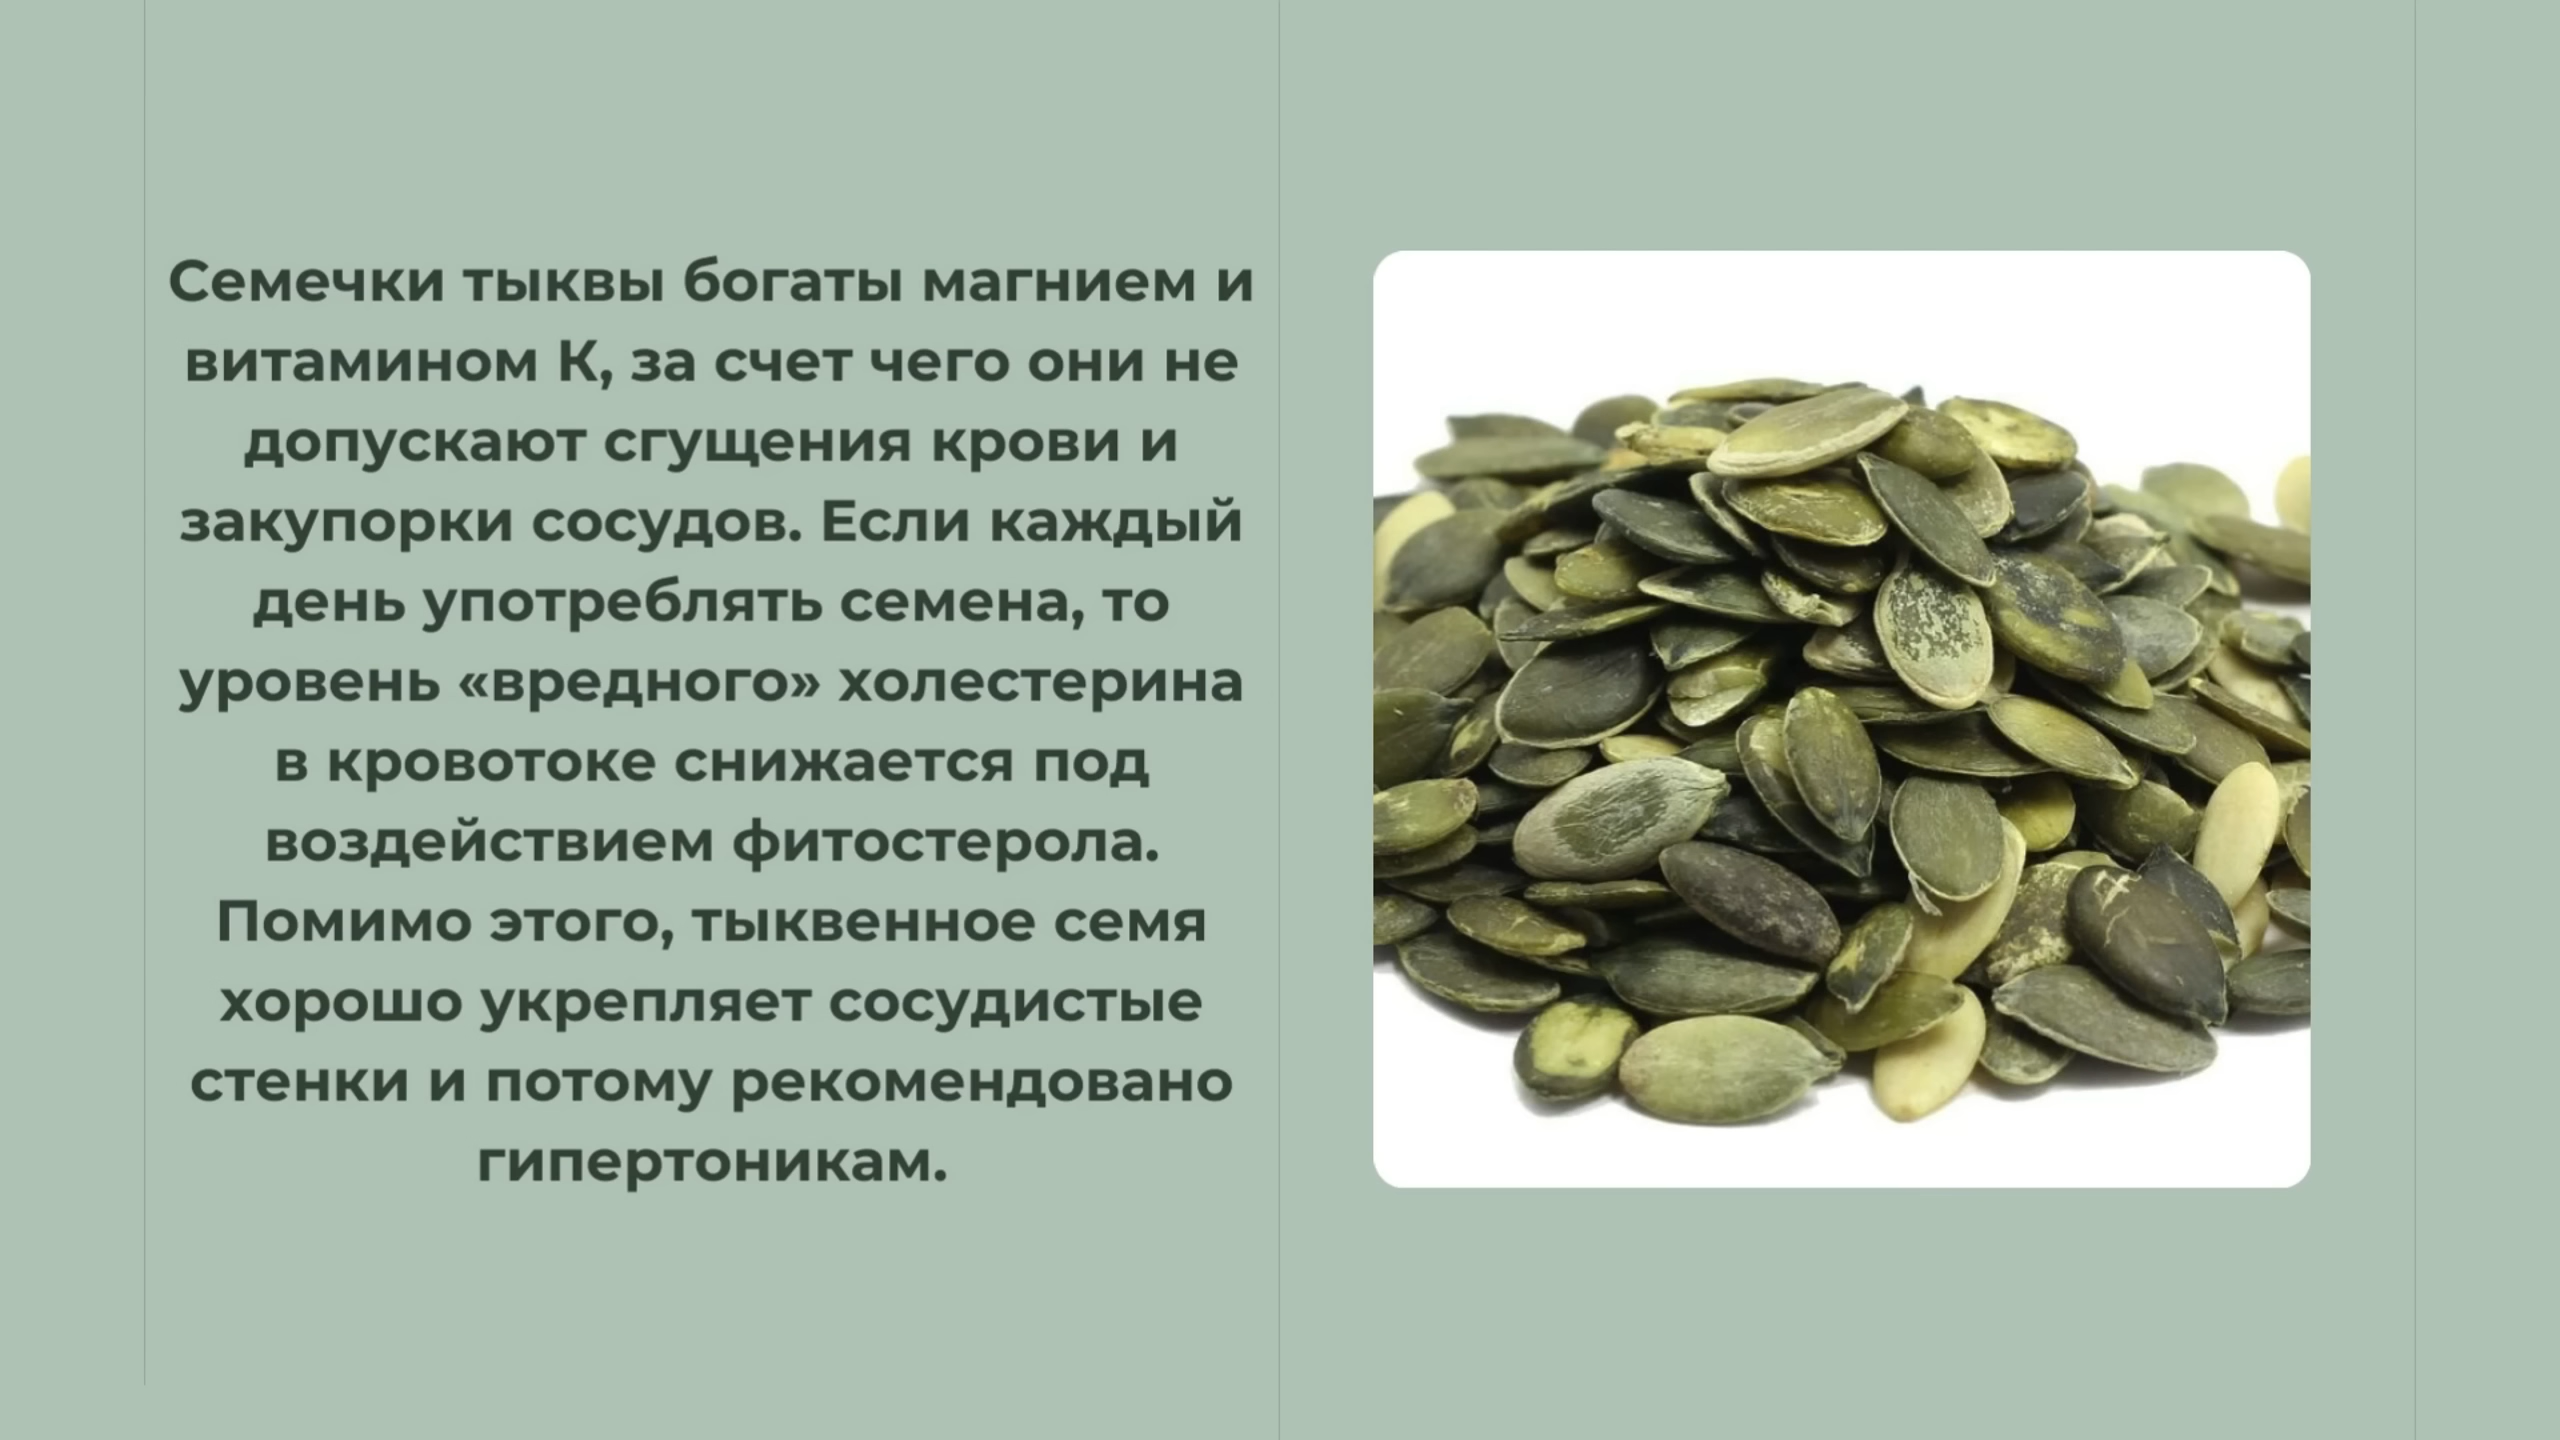 Семечки тыквы богаты магнием и
витамином К, за счет чего они не
допускают сгущения крови и
закупорки сосудов. Если каждый
день употреблять семена, то
уровень «вредного» холестерина
в кровотоке снижается под
воздействием фитостерола.
Помимо этого, тыквенное семя
хорошо укрепляет сосудистые
стенки и потому рекомендовано
гипертоникам.